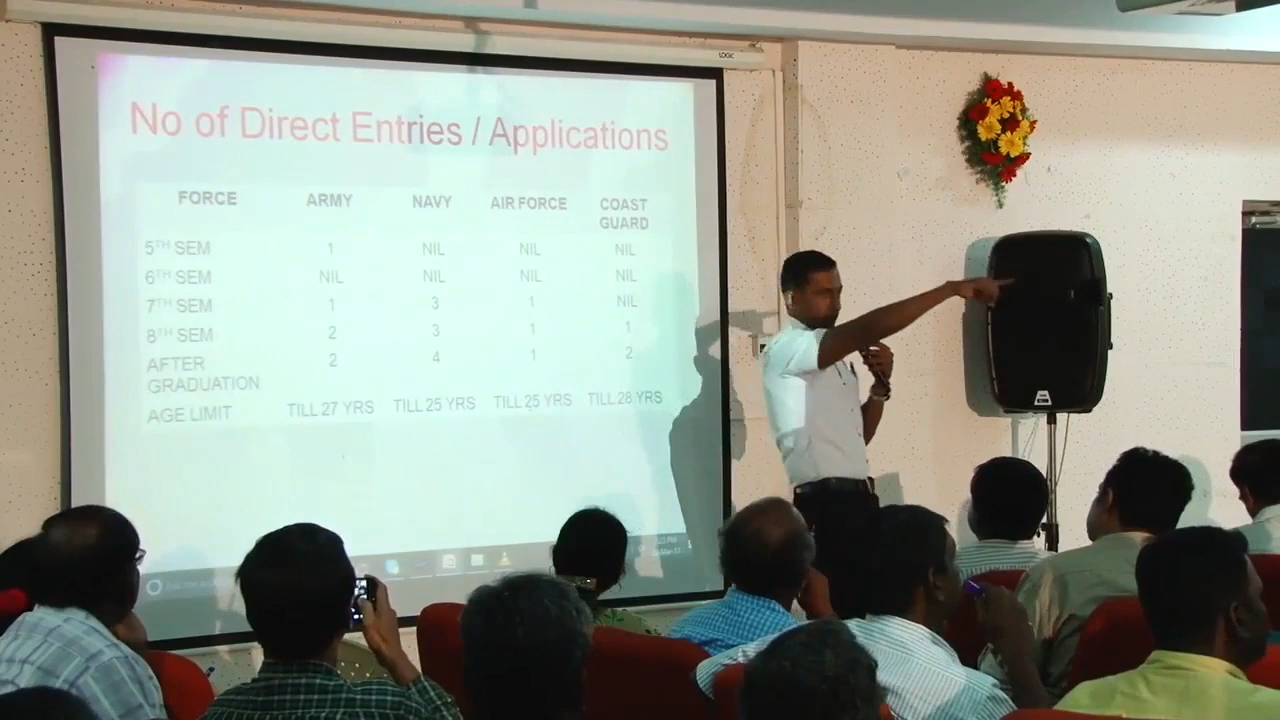 LOGIC
No of Direct Entries / Applications
FORCE ARMY NAVY AIR FORCE COAST GUARD
5TH SEM 1 NIL NIL NIL
6TH SEM NIL NIL NIL NIL
7TH SEM 1 3 1 NIL
8TH SEM 2 3 1 1
AFTER GRADUATION 2 4 1 2
AGE LIMIT TILL 27 YRS TILL 25 YRS TILL 25 YRS TILL 28 YRS